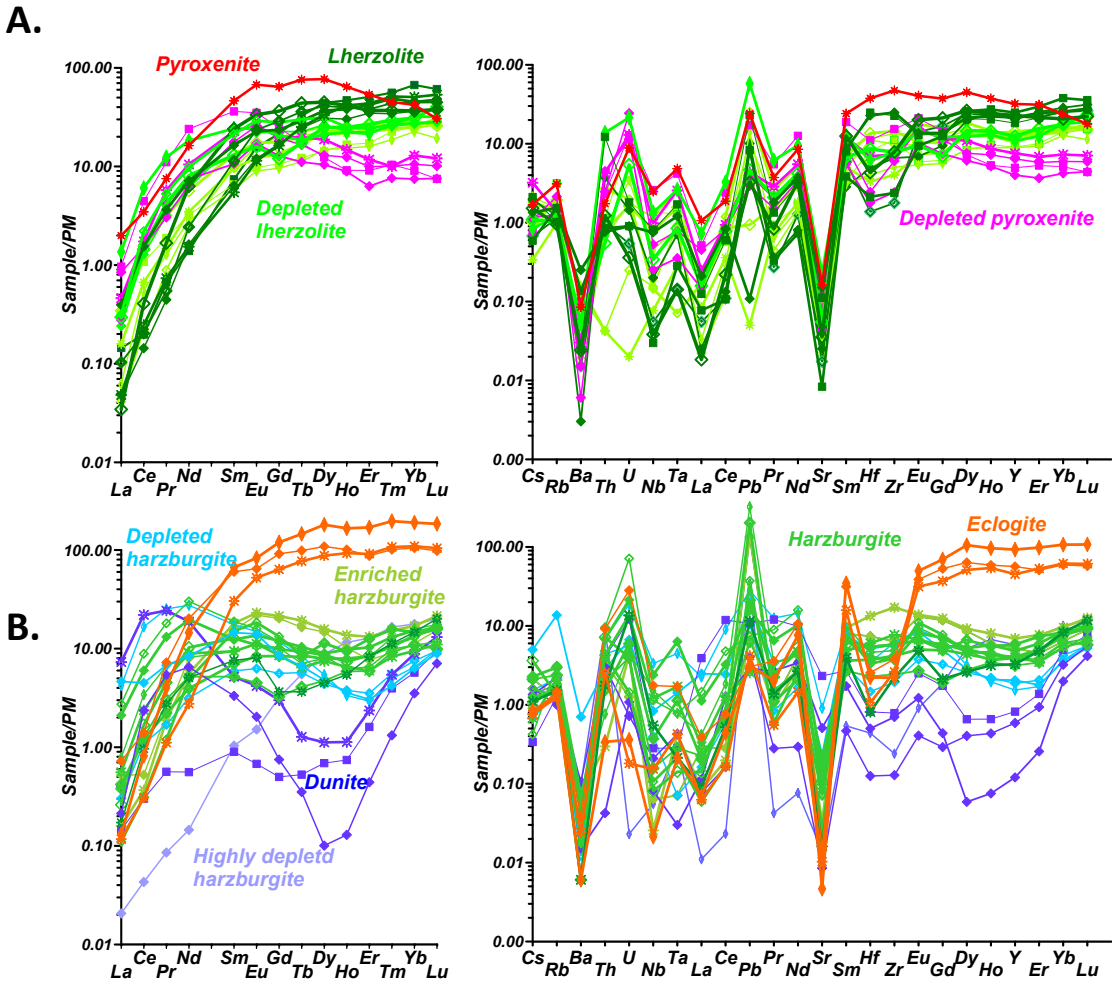 A.
Pyroxenite
Lherzolite
Depleted
lherzolite
100.00
10.00
1.00
0.10
0.01
Sample/PM
La Ce Pr Nd Sm Eu Gd Tb Dy Ho Er Tm Yb Lu
Depleted pyroxenite
100.00
10.00
1.00
0.10
0.01
0.00
Sample/PM
Cs Rb Ba Th U Nb Ta La Ce Pb Pr Nd Sr Sm Hf Zr Eu Gd Dy Ho Y Er Yb Lu
B.
Depleted
harzburgite
Enriched
harzburgite
Dunite
Highly depletd
harzburgite
100.00
10.00
1.00
0.10
0.01
Sample/PM
La Ce Pr Nd Sm Eu Gd Tb Dy Ho Er Tm Yb Lu
Harzburgite
Eclogite
100.00
10.00
1.00
0.10
0.01
0.00
Sample/PM
Cs Rb Ba Th U Nb Ta La Ce Pb Pr Nd Sr Sm Hf Zr Eu Gd Dy Ho Y Er Yb Lu